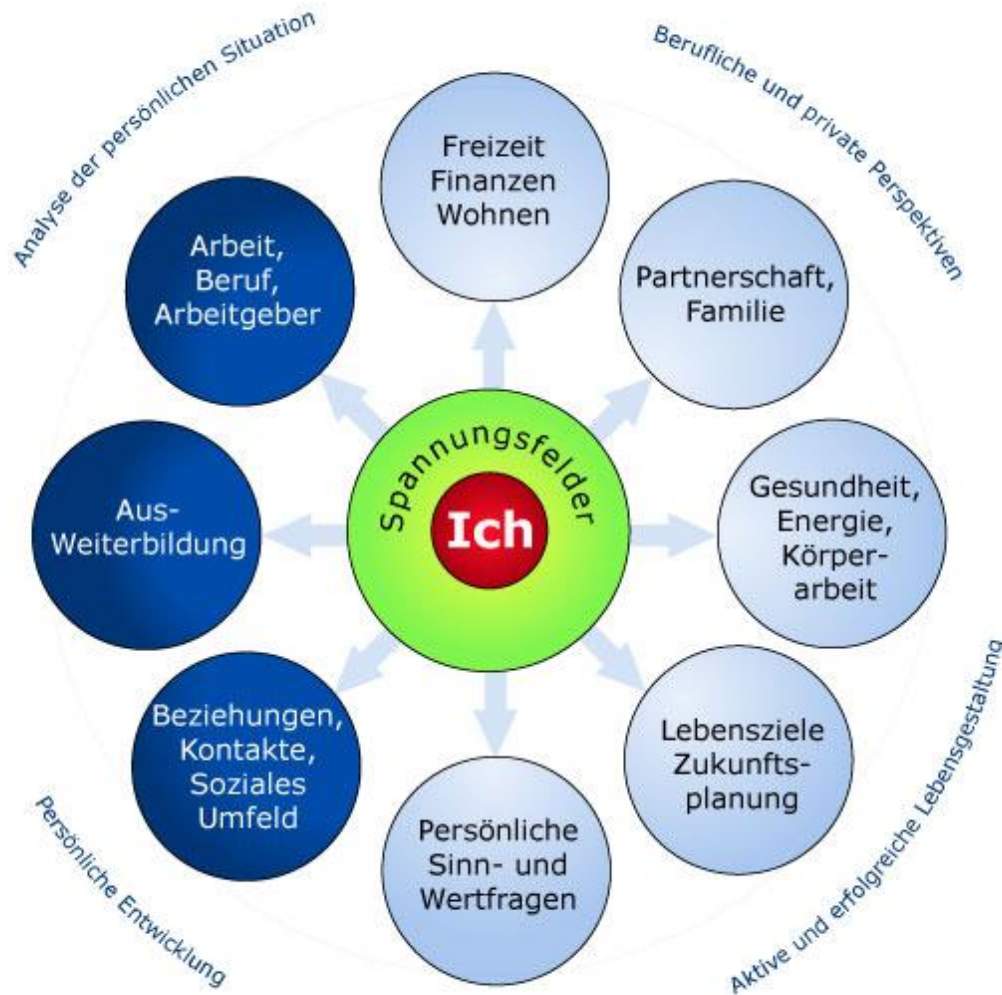 Analyse der persönlichen Situation
Berufliche und private Perspektiven
Freizeit
Finanzen
Wohnen
Arbeit,
Beruf,
Arbeitgeber
Partnerschaft,
Familie
Spannungsfelder
Ich
Aus-
Weiterbildung
Gesundheit,
Energie,
Körper-
arbeit
Beziehungen,
Kontakte,
Soziales
Umfeld
Lebensziele
Zukunfts-
planung
Persönliche
Sinn- und
Wertfragen
Persönliche Entwicklung
Aktive und erfolgreiche Lebensgestaltung